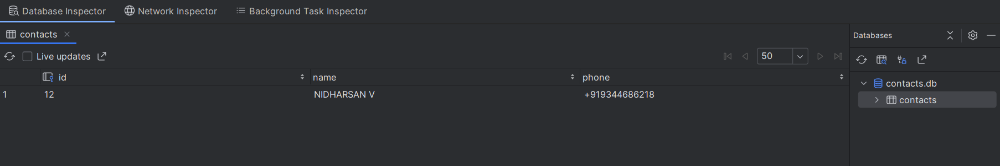 Database Inspector Network Inspector Background Task Inspector
contacts
Databases
Live updates 50
id name phone
1 12 NIDHARSAN V +919344686218
contacts.db
contacts